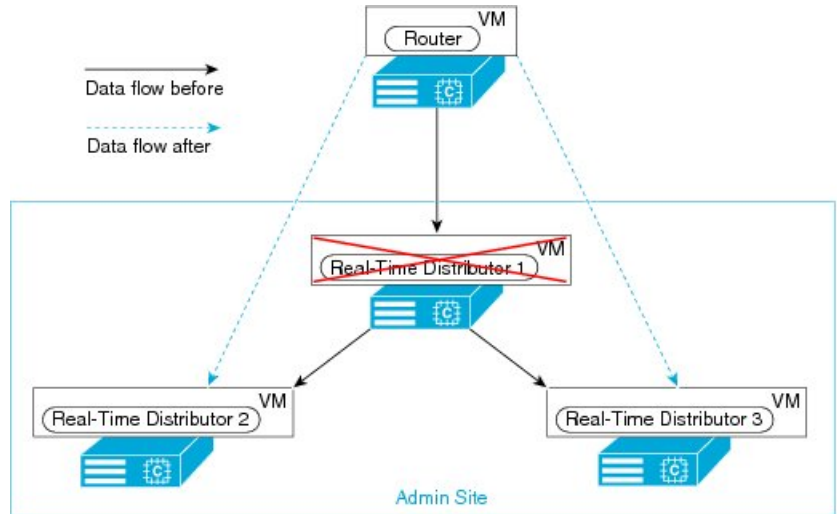 VM
Router
Data flow before
Data flow after
VM
Real-Time Distributor 1
VM
Real-Time Distributor 2
VM
Real-Time Distributor 3
C
C
C
C
Admin Site